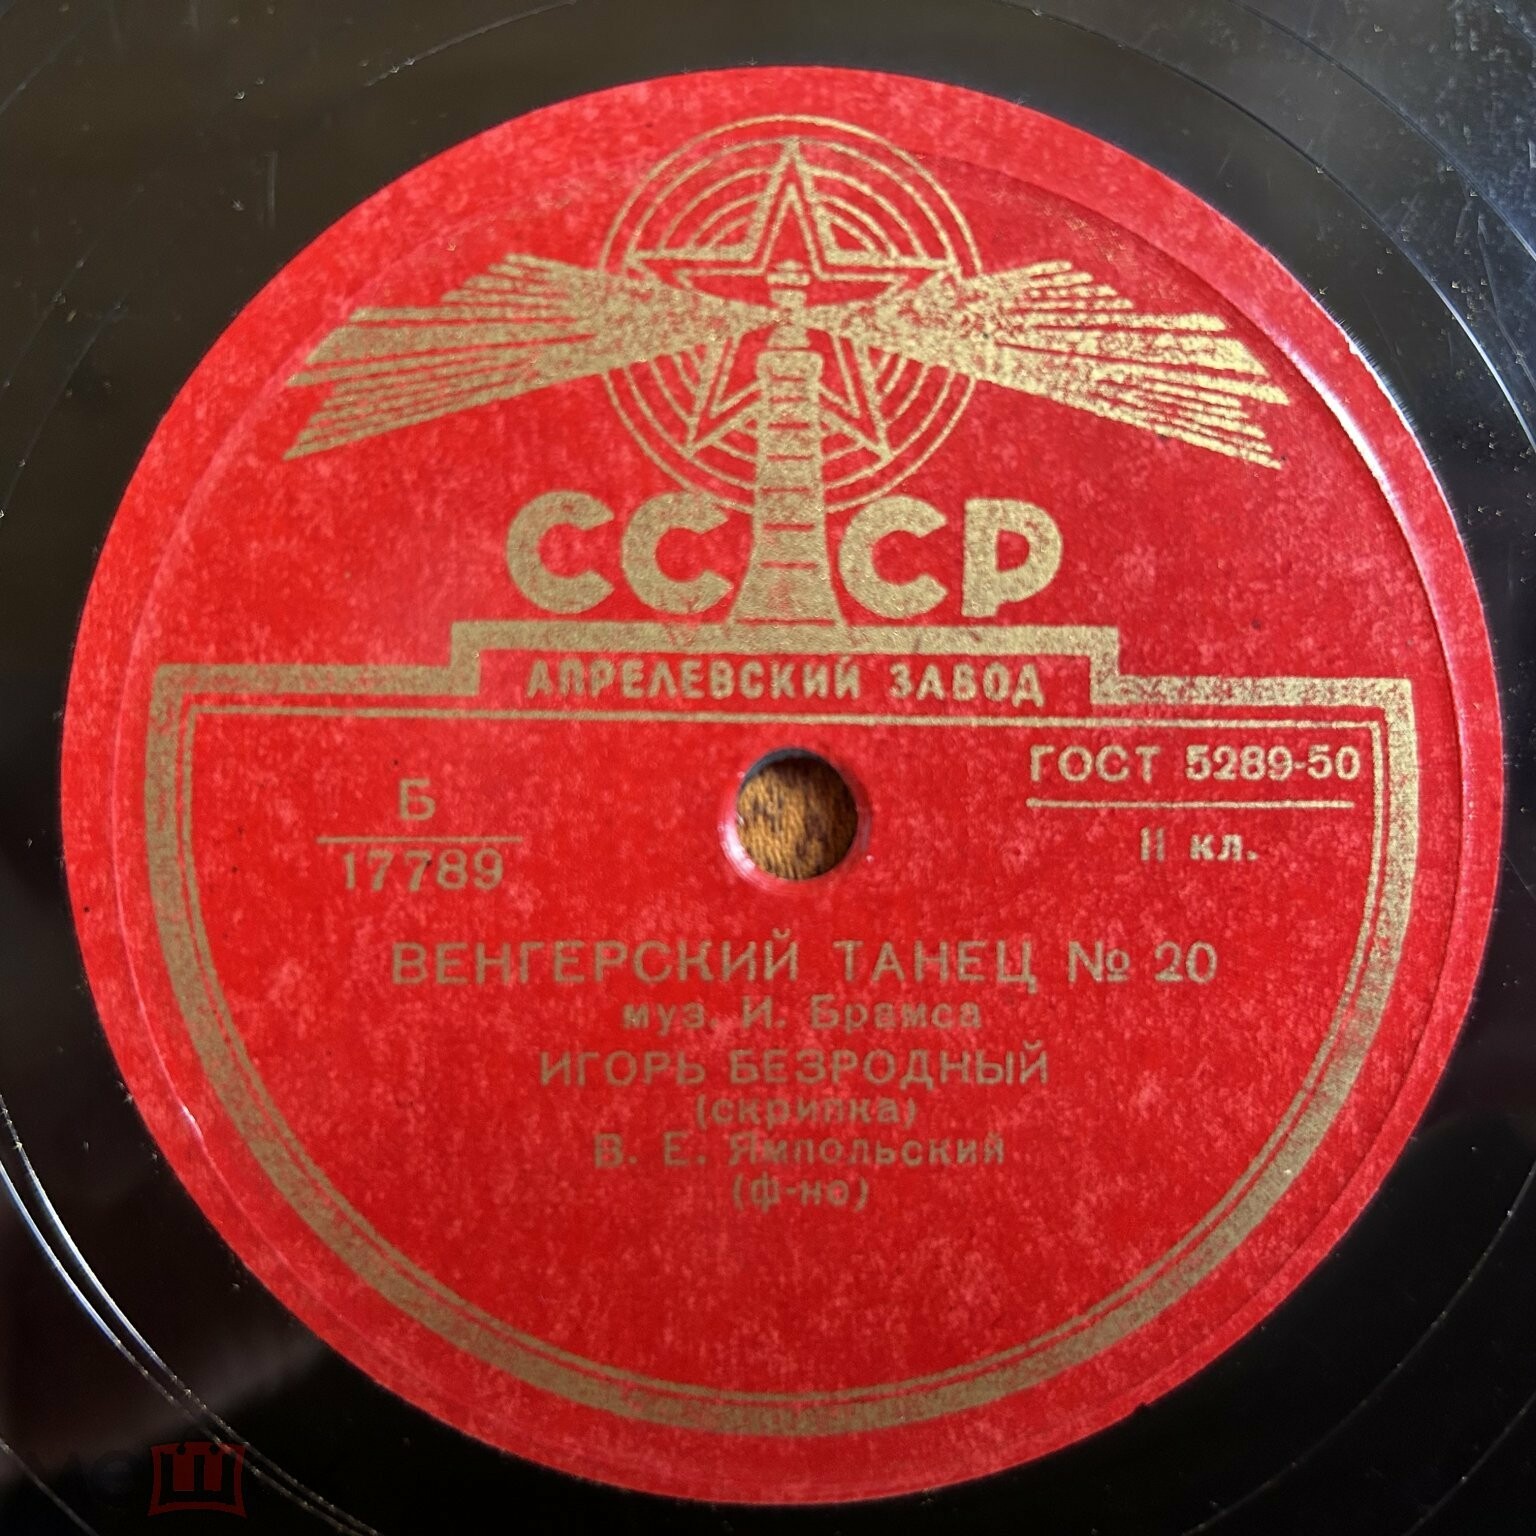 СССР
АПРЕЛЕВСКИЙ ЗАВОД
ГОСТ 5289-50
II кл.
Б
17789
ВЕНГЕРСКИЙ ТАНЕЦ № 20
муз. И. Брамса
ИГОРЬ БЕЗРОДНЫЙ
(скрипка)
В. Е. Ямпольский
(ф-но)